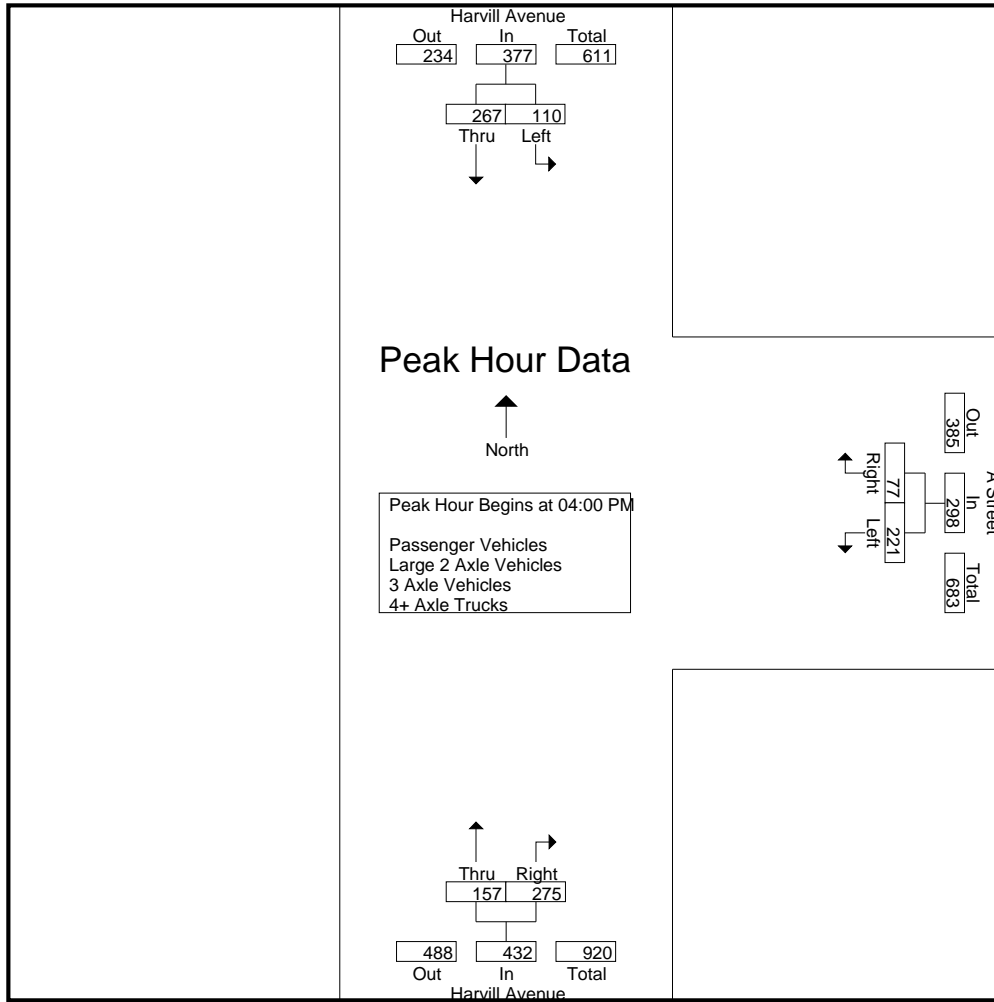 Harvill Avenue
Out In Total
234 377 611
267 110
Thru Left
Peak Hour Data
North
Peak Hour Begins at 04:00 PM
Passenger Vehicles
Large 2 Axle Vehicles
3 Axle Vehicles
4+ Axle Trucks
A Street
Out In Total
385 298 683
77 221
Right Left
Thru Right
157 275
488 432 920
Out In Total
Harvill Avenue